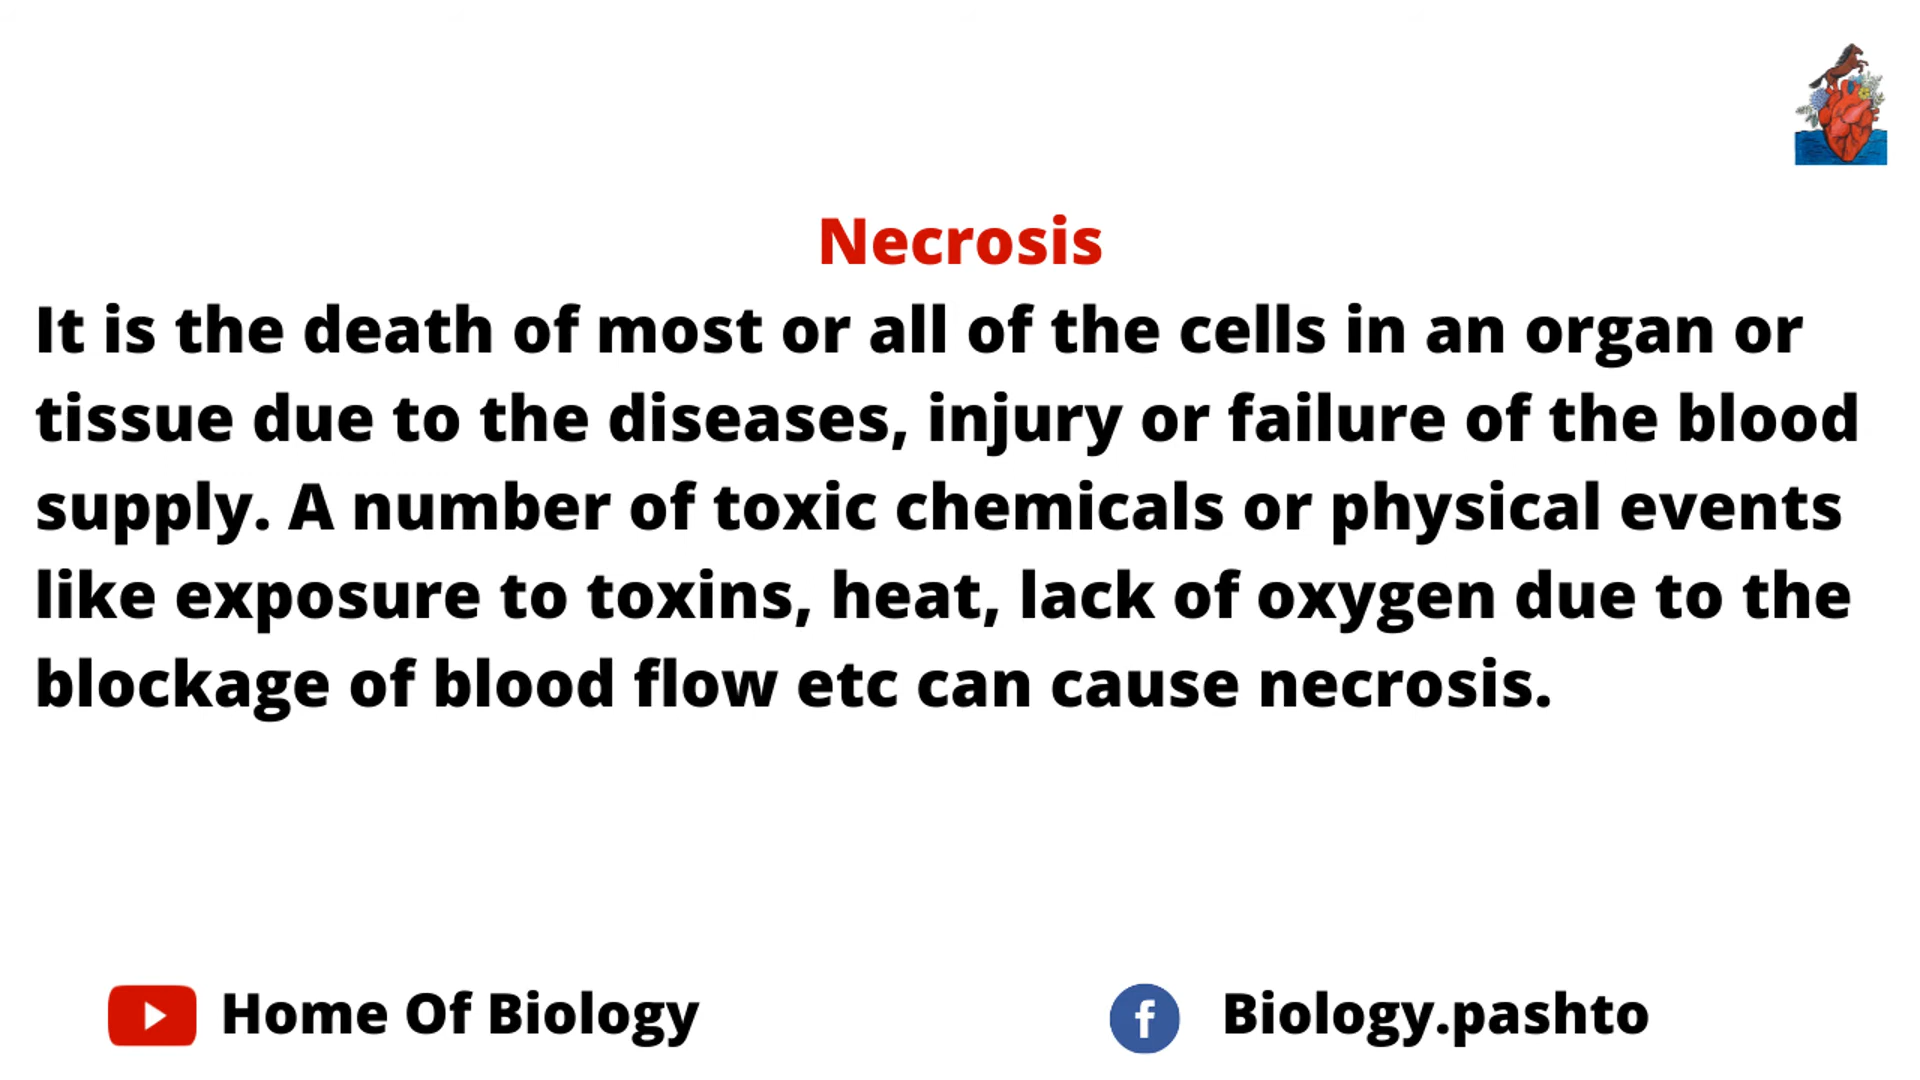 Necrosis
It is the death of most or all of the cells in an organ or
tissue due to the diseases, injury or failure of the blood
supply. A number of toxic chemicals or physical events
like exposure to toxins, heat, lack of oxygen due to the
blockage of blood flow etc can cause necrosis.
Home Of Biology
Biology.pashto